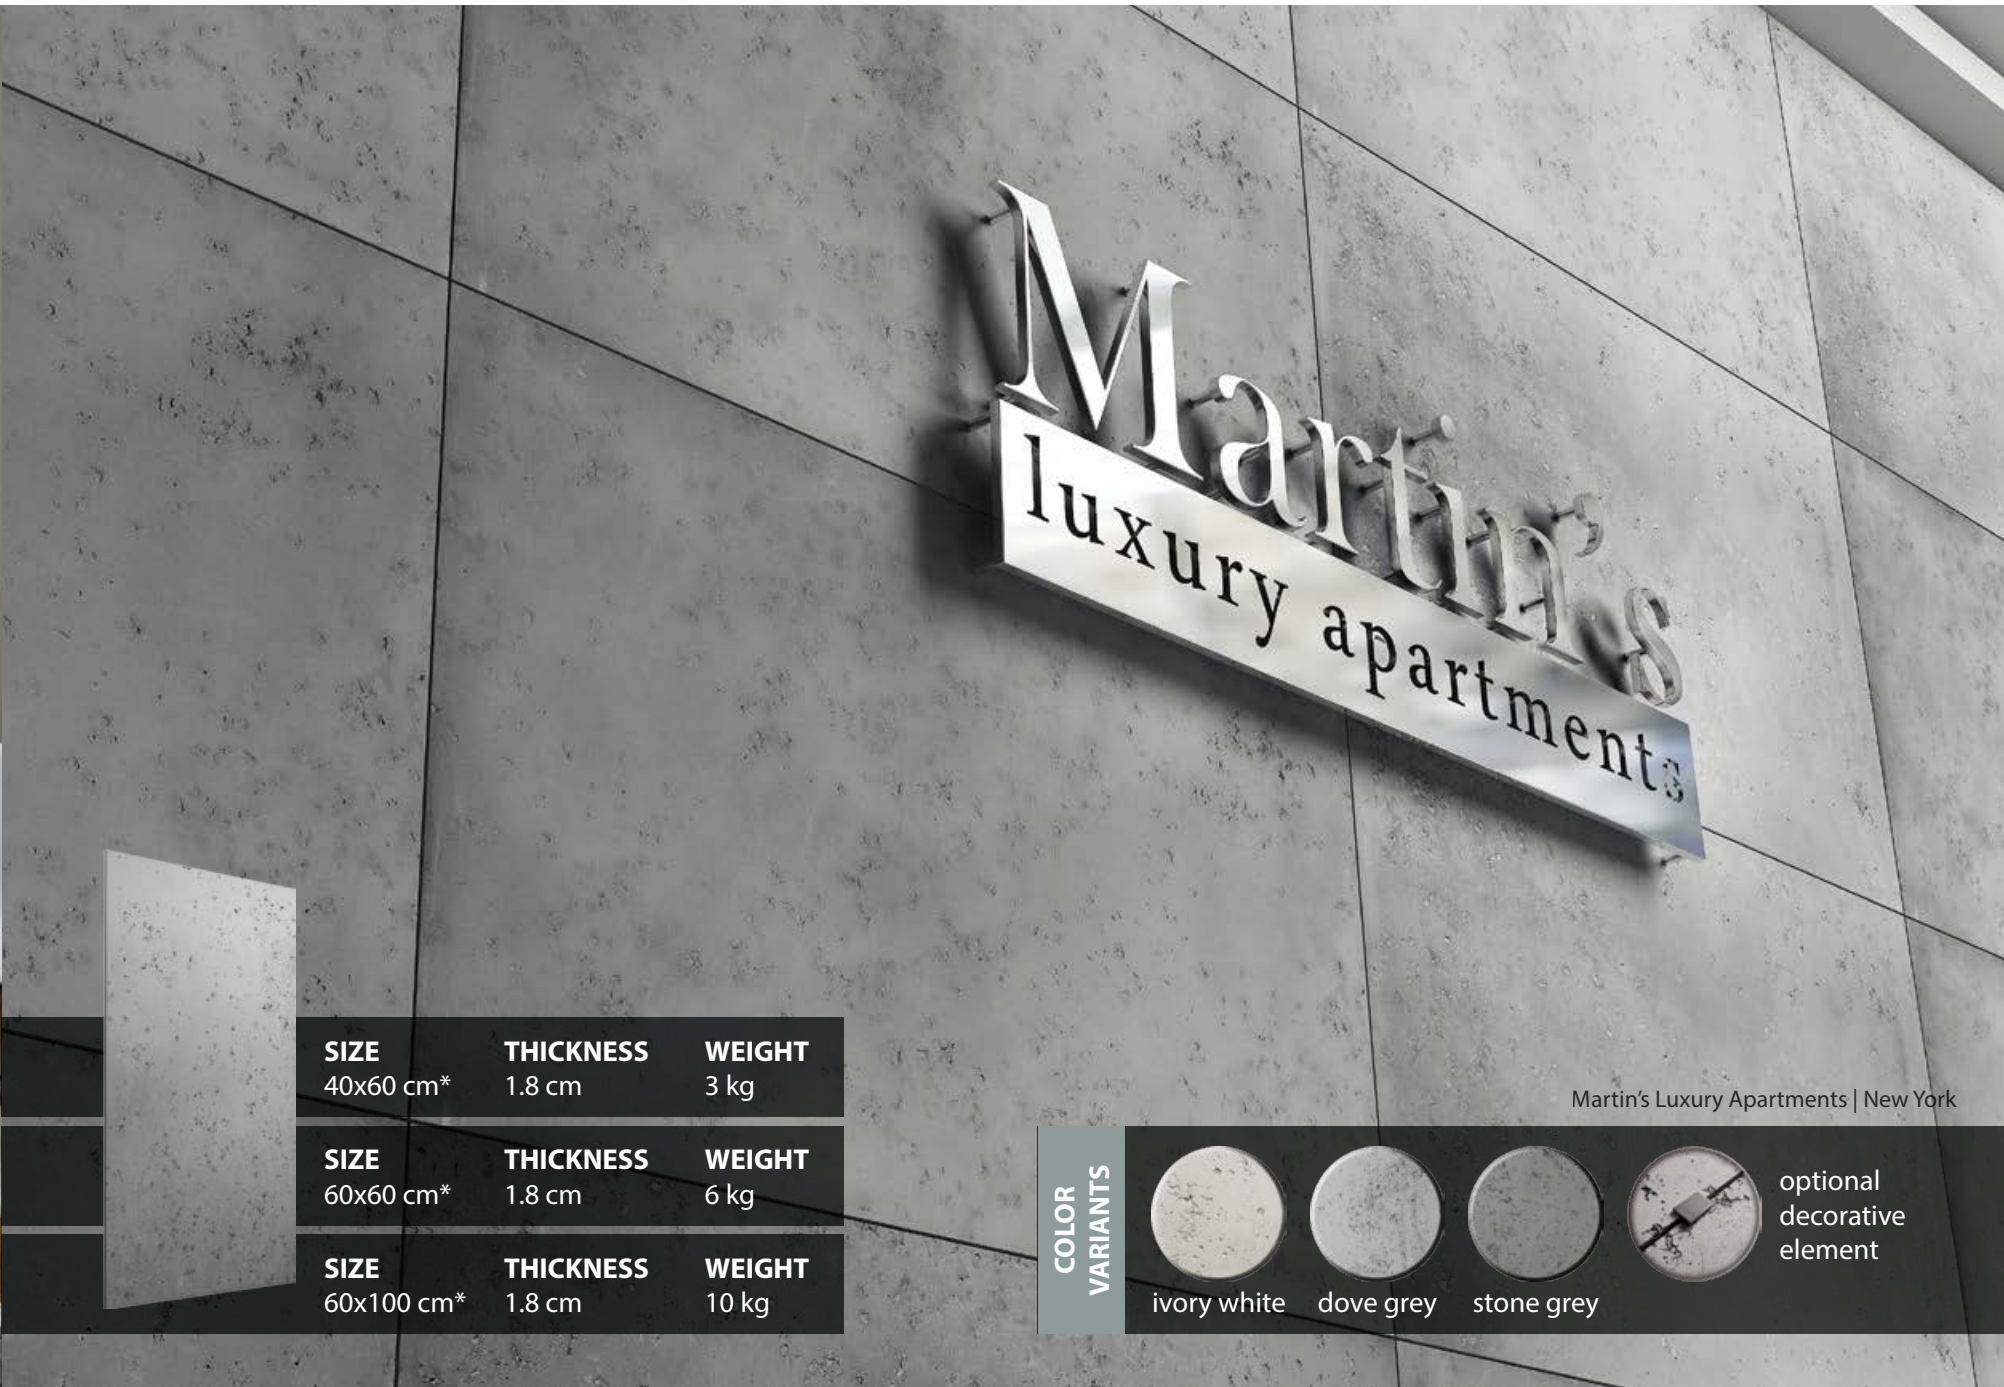 Martin's
luxury apartments
SIZE THICKNESS WEIGHT
40x60 cm* 1.8 cm 3 kg
SIZE THICKNESS WEIGHT
60x60 cm* 1.8 cm 6 kg
SIZE THICKNESS WEIGHT
60x100 cm* 1.8 cm 10 kg
Martin's Luxury Apartments | New York
COLOR
VARIANTS
ivory white
dove grey
stone grey
optional
decorative
element